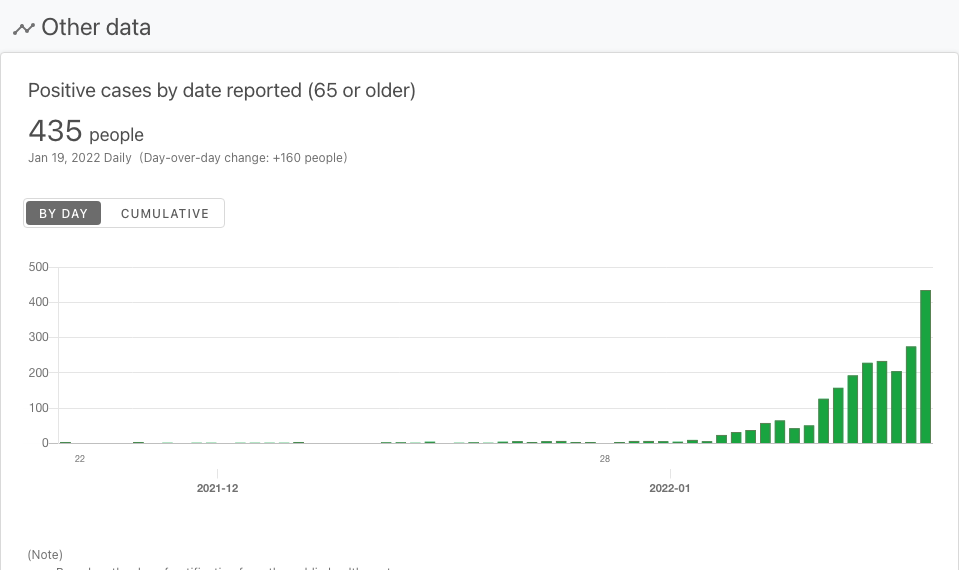 Other data
Positive cases by date reported (65 or older)
435 people
Jan 19, 2022 Daily (Day-over-day change: +160 people)
BY DAY CUMULATIVE
500
400
300
200
100
0
22 28
2021-12 2022-01
(Note)